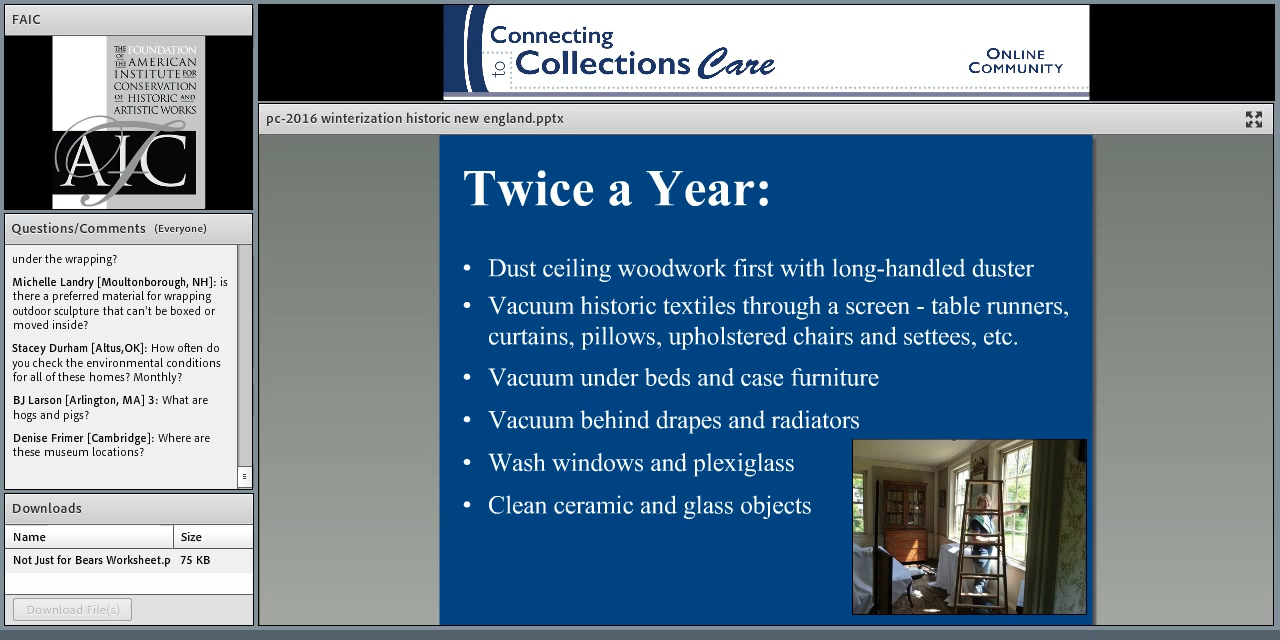 FAIC
THE FOUNDATION
OF THE AMERICAN
INSTITUTE FOR
CONSERVATION
OF HISTORIC AND
ARTISTIC WORKS
AIC
Questions/Comments (Everyone)
under the wrapping?
Michelle Landry [Moultonborough, NH]: is
there a preferred material for wrapping
outdoor sculpture that can't be boxed or
moved inside?
Stacey Durham [Altus,OK]: How often do
you check the environmental conditions
for all of these homes? Monthly?
BJ Larson [Arlington, MA] 3: What are
hogs and pigs?
Denise Frimer [Cambridge]: Where are
these museum locations?
Downloads
Name Size
Not Just for Bears Worksheet.p 75 KB
Download File(s)
Connecting
to Collections Care
ONLINE
COMMUNITY
pc-2016 winterization historic new england.pptx
Twice a Year:
• Dust ceiling woodwork first with long-handled duster
• Vacuum historic textiles through a screen - table runners,
curtains, pillows, upholstered chairs and settees, etc.
• Vacuum under beds and case furniture
• Vacuum behind drapes and radiators
• Wash windows and plexiglass
• Clean ceramic and glass objects